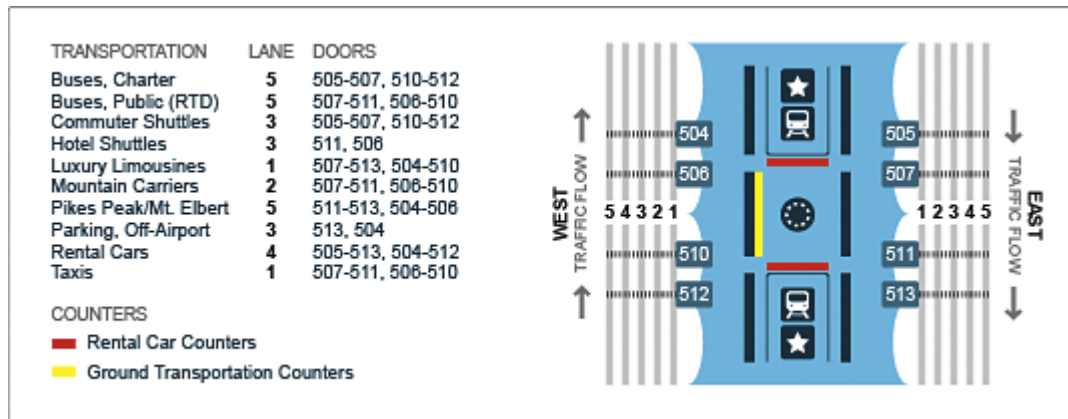 TRANSPORTATION LANE DOORS
Buses, Charter 5 505-507, 510-512
Buses, Public (RTD) 5 507-511, 506-510
Commuter Shuttles 3 505-507, 510-512
Hotel Shuttles 3 511, 506
Luxury Limousines 1 507-513, 504-510
Mountain Carriers 2 507-511, 506-510
Pikes Peak/Mt. Elbert 5 511-513, 504-506
Parking, Off-Airport 3 513, 504
Rental Cars 4 505-513, 504-512
Taxis 1 507-511, 506-510
COUNTERS
Rental Car Counters
Ground Transportation Counters
WEST
TRAFFIC FLOW
504
506
5 4 3 2 1
510
512
505
507
1 2 3 4 5
511
513
TRAFFIC FLOW
EAST